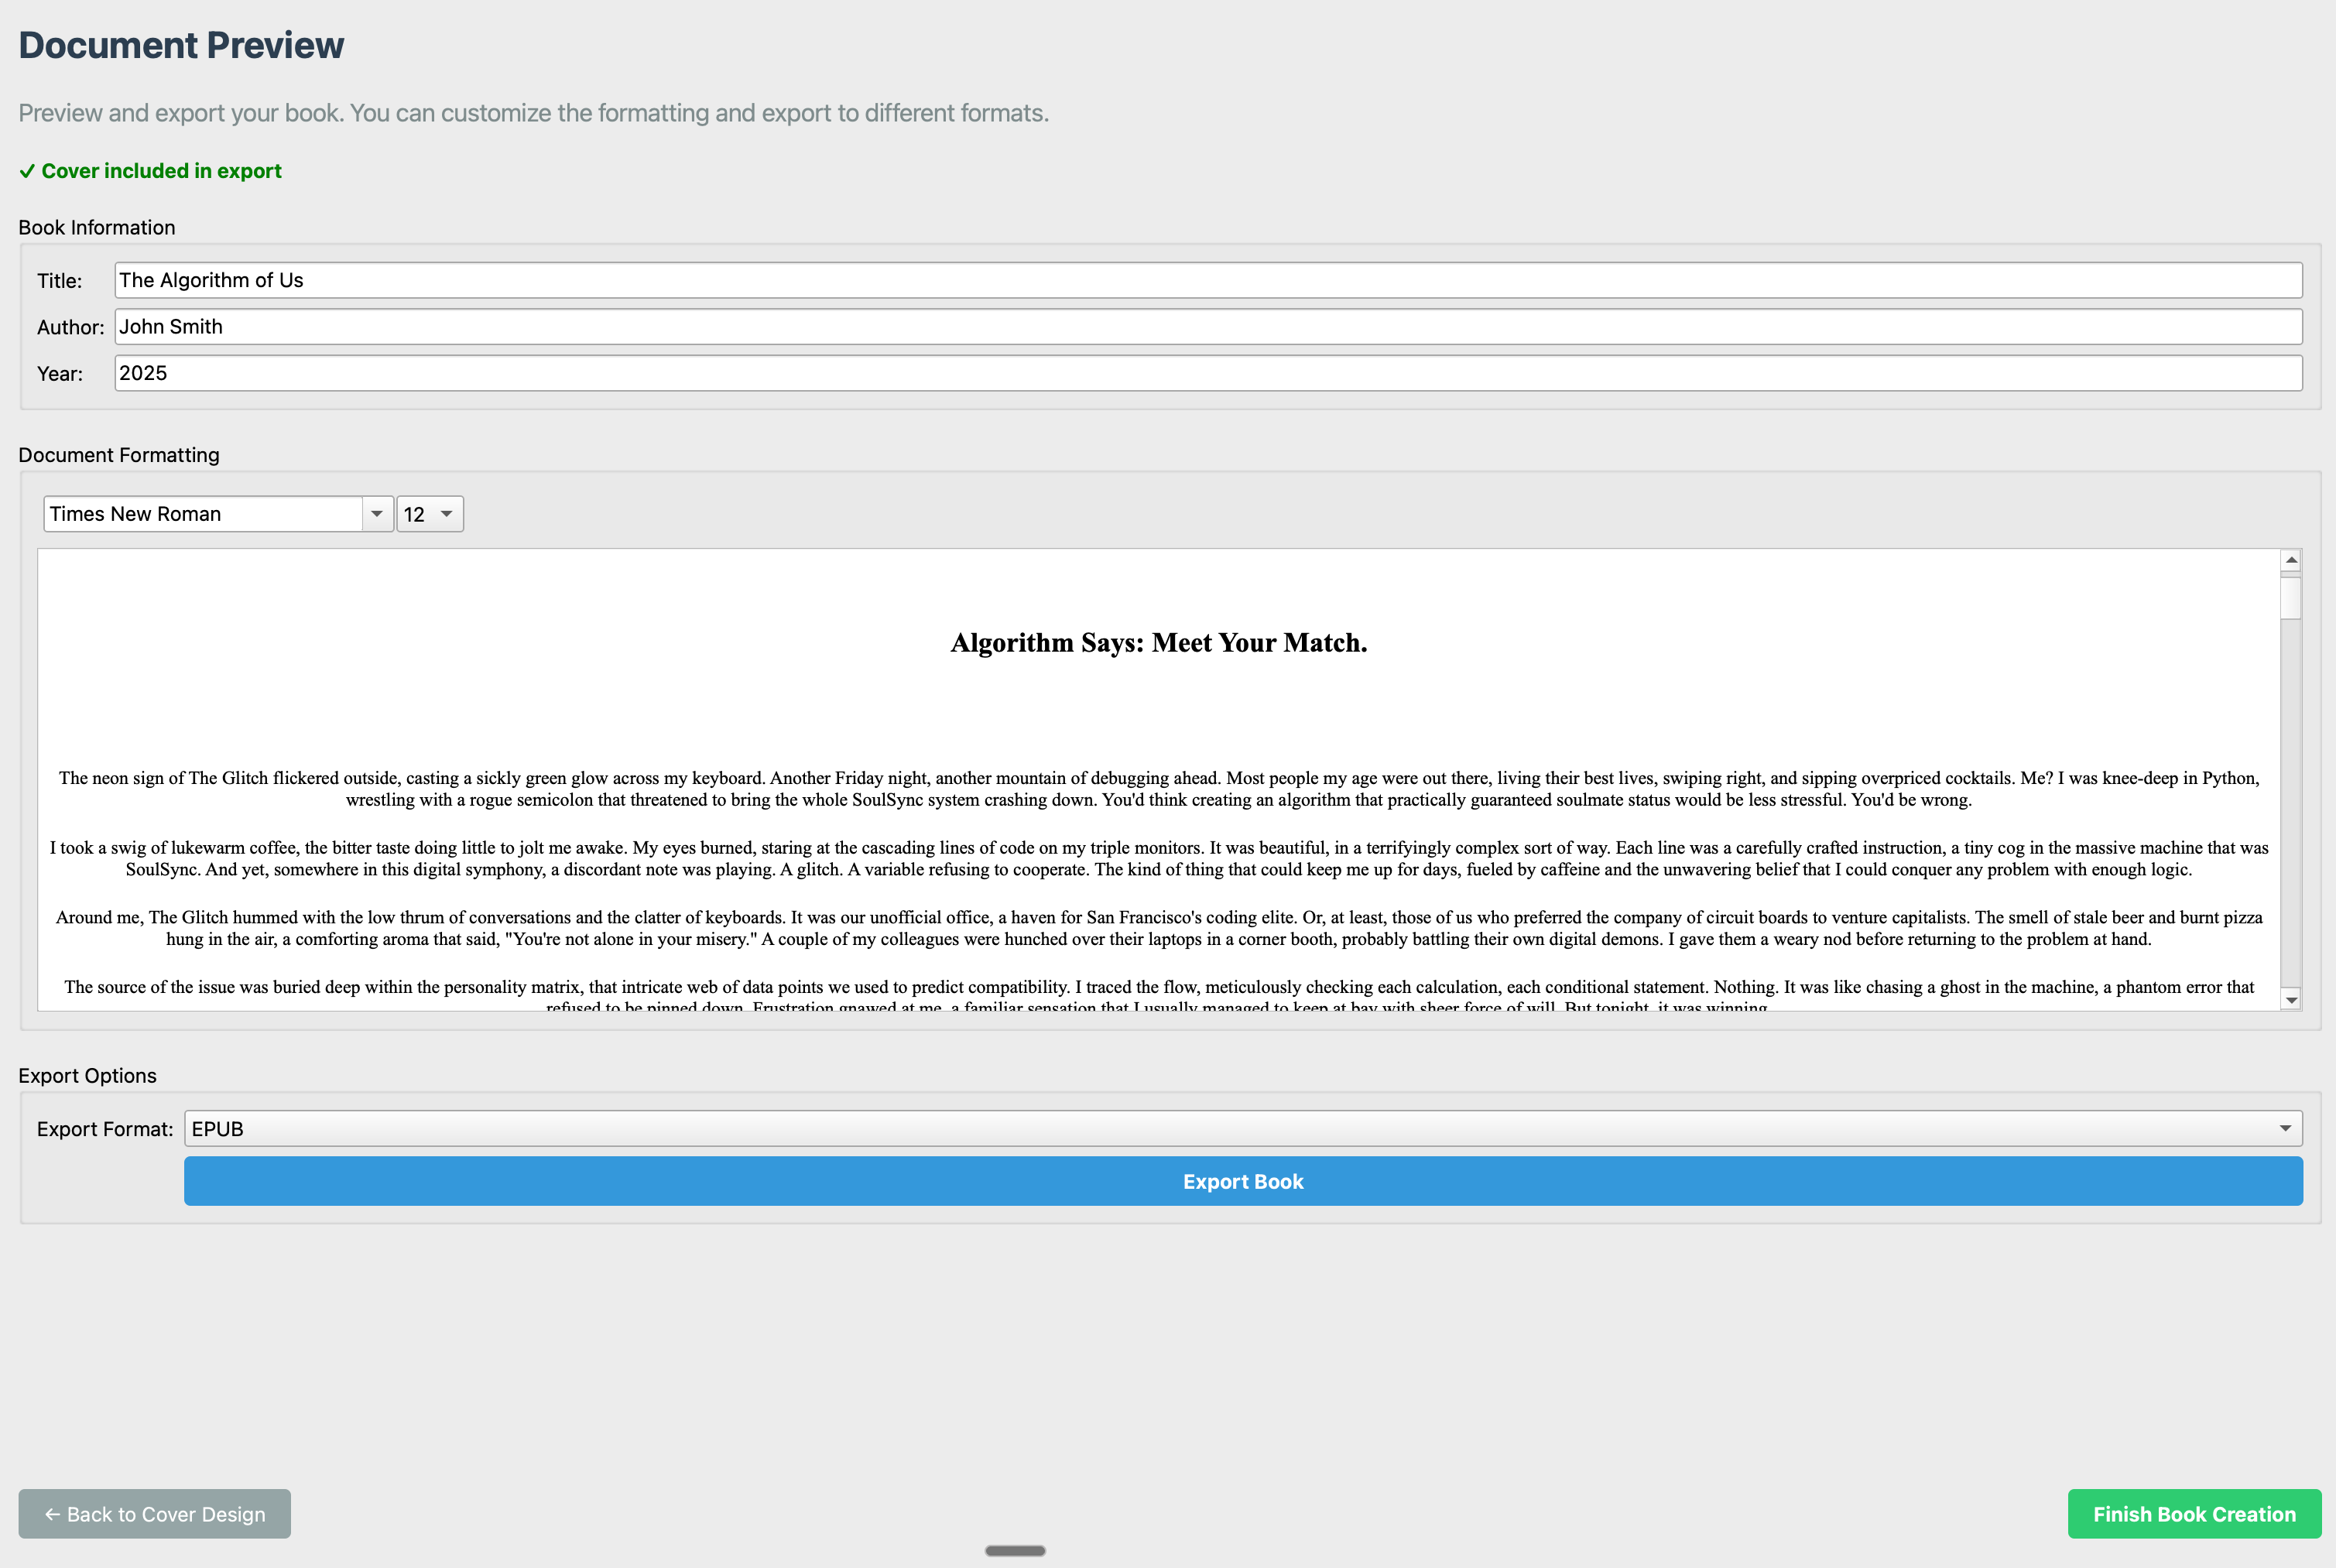 Document Preview
Preview and export your book. You can customize the formatting and export to different formats.
✓ Cover included in export
Book Information
Title: The Algorithm of Us
Author: John Smith
Year: 2025
Document Formatting
Times New Roman 12
Algorithm Says: Meet Your Match.
The neon sign of The Glitch flickered outside, casting a sickly green glow across my keyboard. Another Friday night, another mountain of debugging ahead. Most people my age were out there, living their best lives, swiping right, and sipping overpriced cocktails. Me? I was knee-deep in Python,
wrestling with a rogue semicolon that threatened to bring the whole SoulSync system crashing down. You'd think creating an algorithm that practically guaranteed soulmate status would be less stressful. You'd be wrong.
I took a swig of lukewarm coffee, the bitter taste doing little to jolt me awake. My eyes burned, staring at the cascading lines of code on my triple monitors. It was beautiful, in a terrifyingly complex sort of way. Each line was a carefully crafted instruction, a tiny cog in the massive machine that was
SoulSync. And yet, somewhere in this digital symphony, a discordant note was playing. A glitch. A variable refusing to cooperate. The kind of thing that could keep me up for days, fueled by caffeine and the unwavering belief that I could conquer any problem with enough logic.
Around me, The Glitch hummed with the low thrum of conversations and the clatter of keyboards. It was our unofficial office, a haven for San Francisco's coding elite. Or, at least, those of us who preferred the company of circuit boards to venture capitalists. The smell of stale beer and burnt pizza
hung in the air, a comforting aroma that said, "You're not alone in your misery." A couple of my colleagues were hunched over their laptops in a corner booth, probably battling their own digital demons. I gave them a weary nod before returning to the problem at hand.
The source of the issue was buried deep within the personality matrix, that intricate web of data points we used to predict compatibility. I traced the flow, meticulously checking each calculation, each conditional statement. Nothing. It was like chasing a ghost in the machine, a phantom error that
refused to be pinned down. Frustration gnawed at me, a familiar sensation that I usually managed to keep at bay with sheer force of will. But tonight, it was winning.
Export Options
Export Format: EPUB
Export Book
← Back to Cover Design
Finish Book Creation